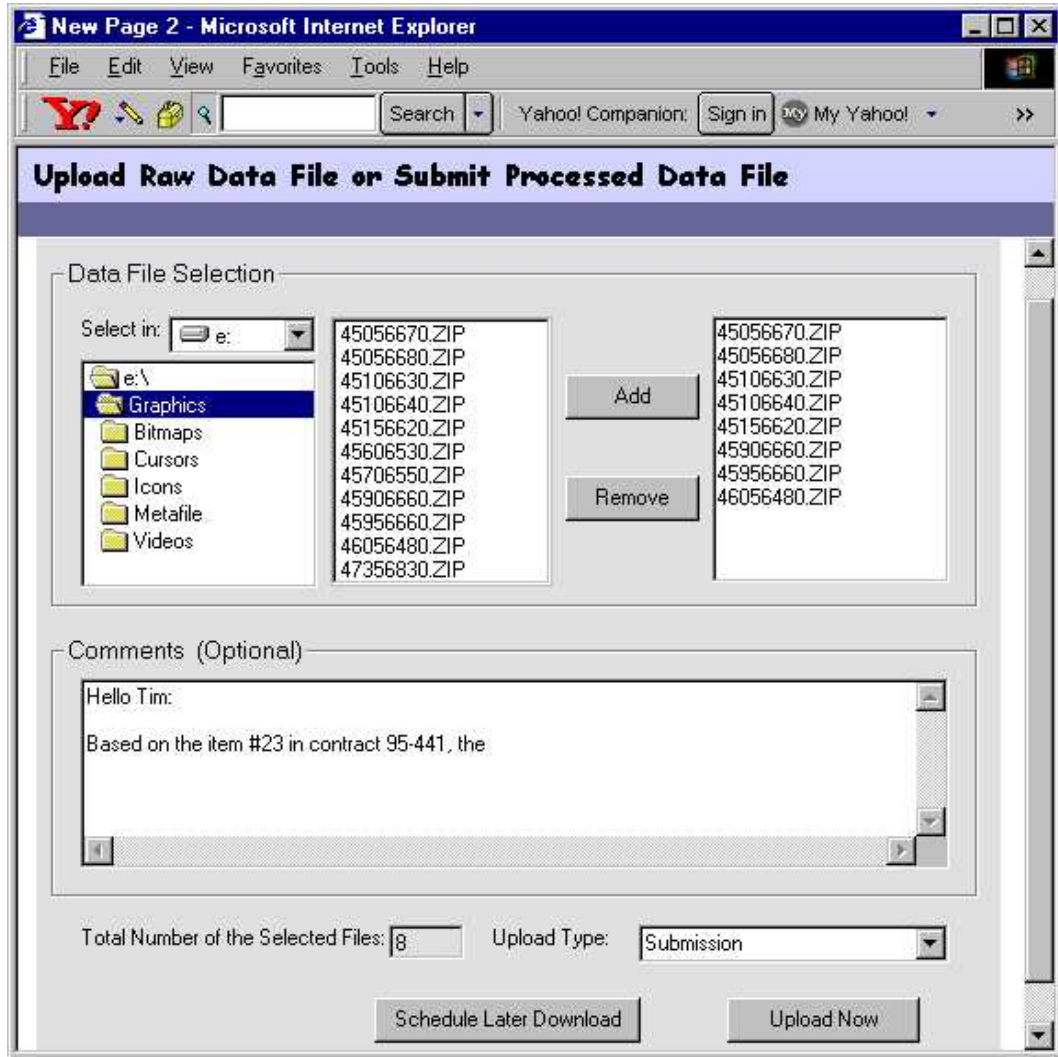 New Page 2 - Microsoft Internet Explorer
File Edit View Favorites Tools Help
Y! Search Yahoo! Companion: Sign in My My Yahoo! >>
Upload Raw Data File or Submit Processed Data File
Data File Selection
Select in: e:
e:\
Graphics
Bitmaps
Cursors
Icons
Metafile
Videos
45056670.ZIP
45056680.ZIP
45106630.ZIP
45106640.ZIP
45156620.ZIP
45606530.ZIP
45706550.ZIP
45906660.ZIP
45956660.ZIP
46056480.ZIP
47356830.ZIP
Add
Remove
45056670.ZIP
45056680.ZIP
45106630.ZIP
45106640.ZIP
45156620.ZIP
45906660.ZIP
45956660.ZIP
46056480.ZIP
Comments (Optional)
Hello Tim:
Based on the item #23 in contract 95-441, the
Total Number of the Selected Files: 8 Upload Type: Submission
Schedule Later Download Upload Now